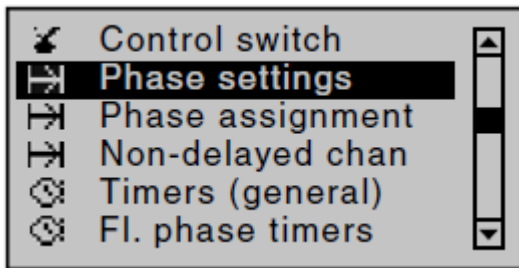 Control switch
Phase settings
Phase assignment
Non-delayed chan
Timers (general)
Fl. phase timers